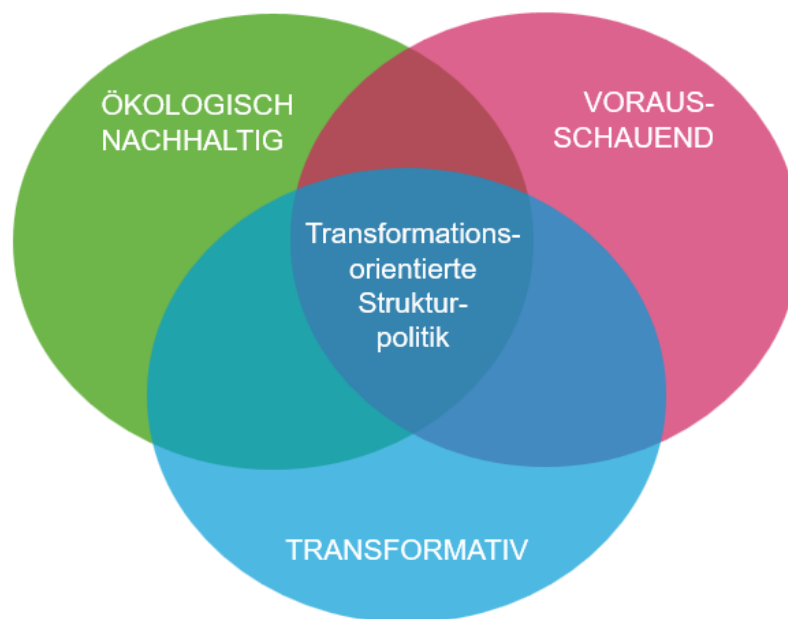 ÖKOLOGISCH
NACHHALTIG
VORAUS-
SCHAUEND
Transformations-
orientierte
Struktur-
politik
TRANSFORMATIV